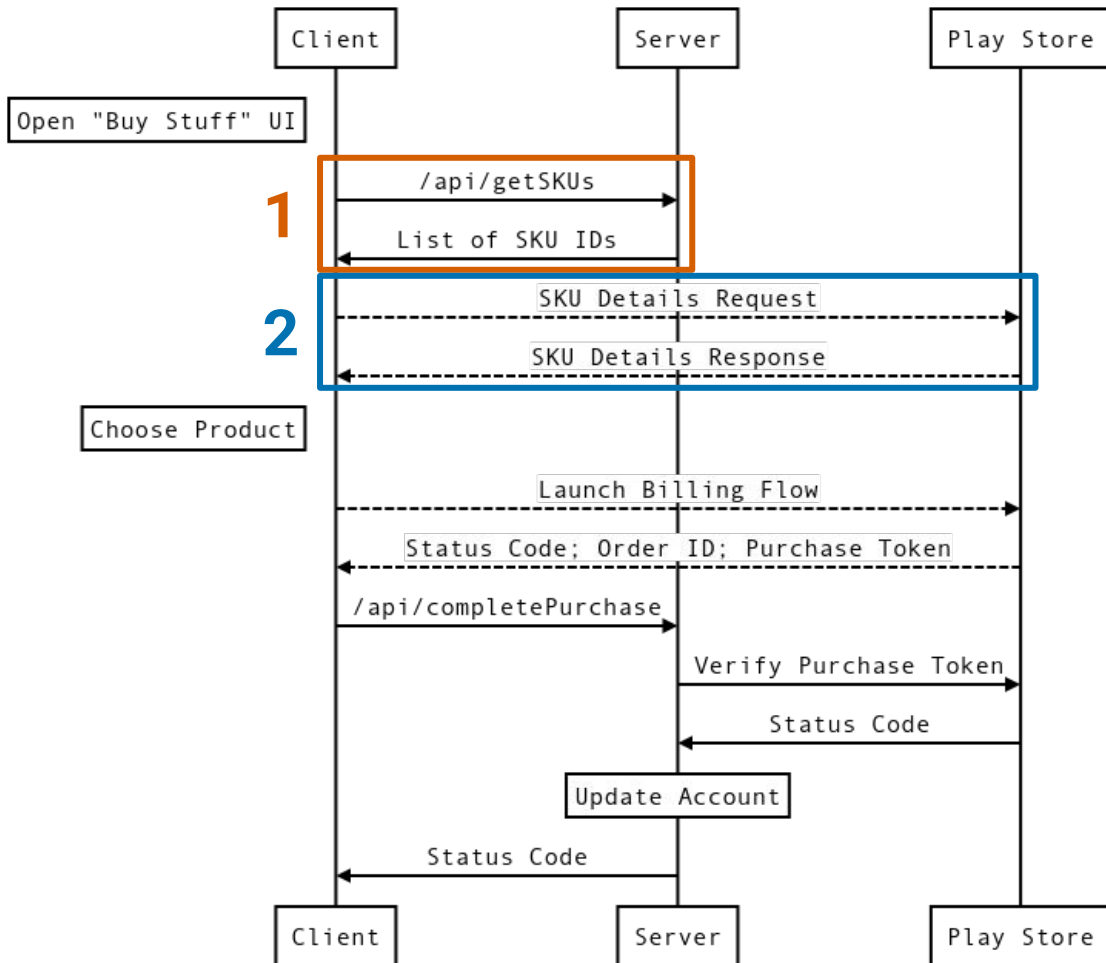 Client
Server
Play Store
Open "Buy Stuff" UI
1
/api/getSKUs
List of SKU IDs
2
SKU Details Request
SKU Details Response
Choose Product
Launch Billing Flow
Status Code; Order ID; Purchase Token
/api/completePurchase
Verify Purchase Token
Status Code
Update Account
Status Code
Client
Server
Play Store